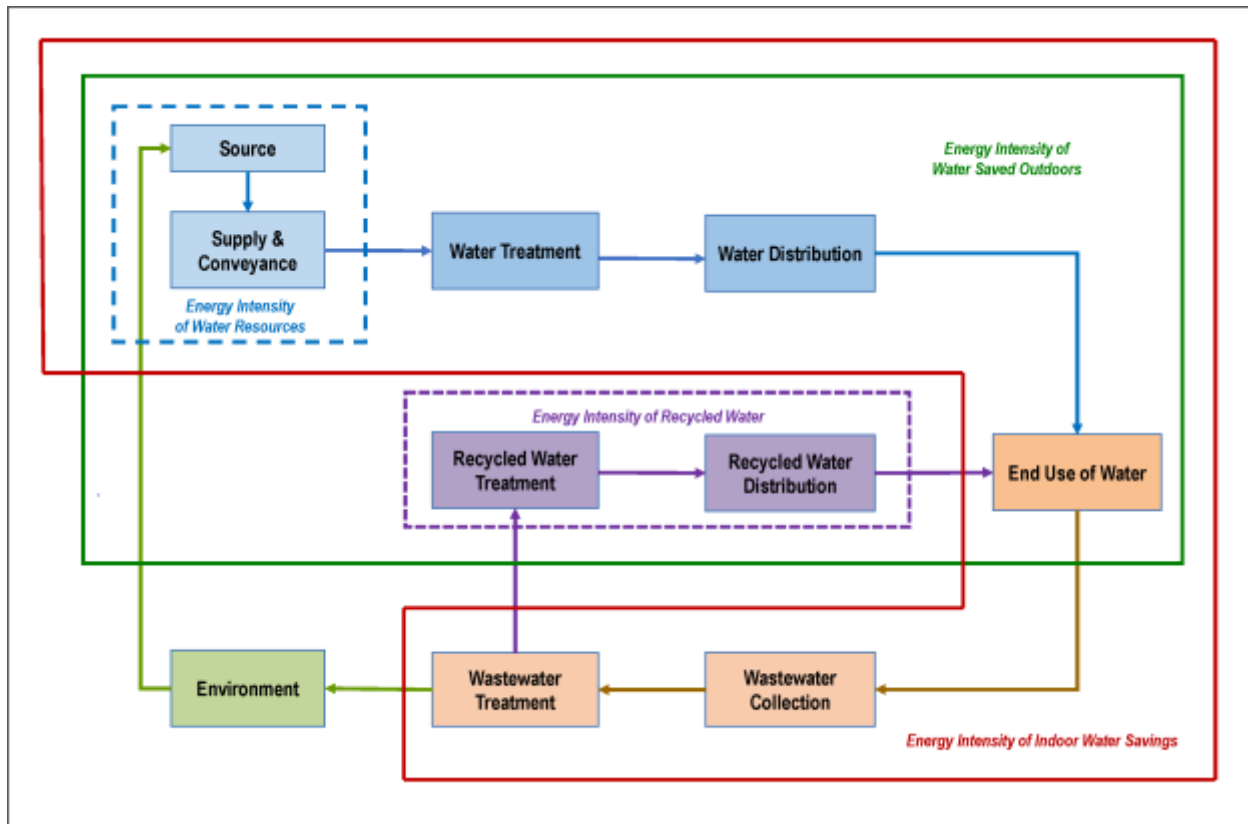 Source
Energy Intensity of
Water Saved Outdoors
Supply &
Conveyance
Water Treatment
Water Distribution
Energy Intensity
of Water Resources
Energy Intensity of Recycled Water
Recycled Water
Treatment
Recycled Water
Distribution
End Use of Water
Environment
Wastewater
Treatment
Wastewater
Collection
Energy Intensity of Indoor Water Savings